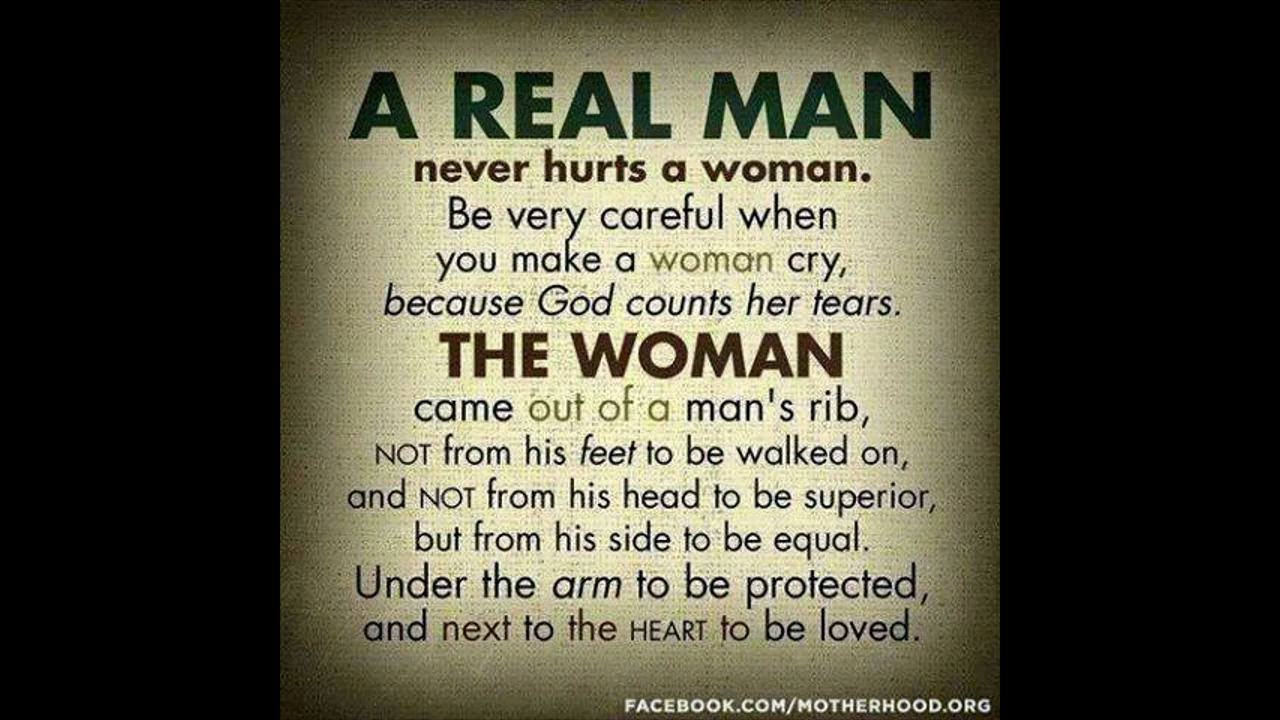 A REAL MAN
never hurts a woman.
Be very careful when
you make a woman cry,
because God counts her tears.
THE WOMAN
came out of a man's rib,
NOT from his feet to be walked on,
and NOT from his head to be superior,
but from his side to be equal.
Under the arm to be protected,
and next to the HEART to be loved.
FACEBOOK.COM/MOTHERHOOD.ORG